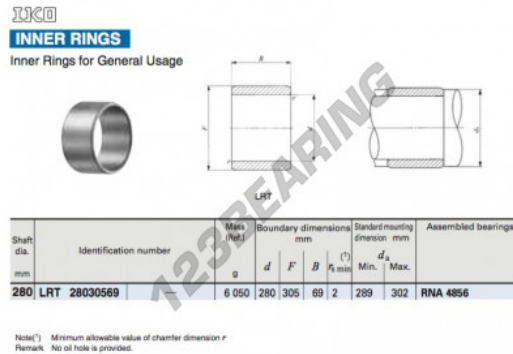 IKO
INNER RINGS
Inner Rings for General Usage
B
F
d
r
r
da
LRT
123BEARING
Shaft dia. mm | Identification number | Mass (Ref.) g | Boundary dimensions mm | Standard mounting dimension mm | Assembled bearings
d F B rs min(1) | da Min. Max.
280 LRT 28030569 — 6 050 280 305 69 2 289 302 RNA 4856
Note(1) Minimum allowable value of chamfer dimension r
Remark No oil hole is provided.